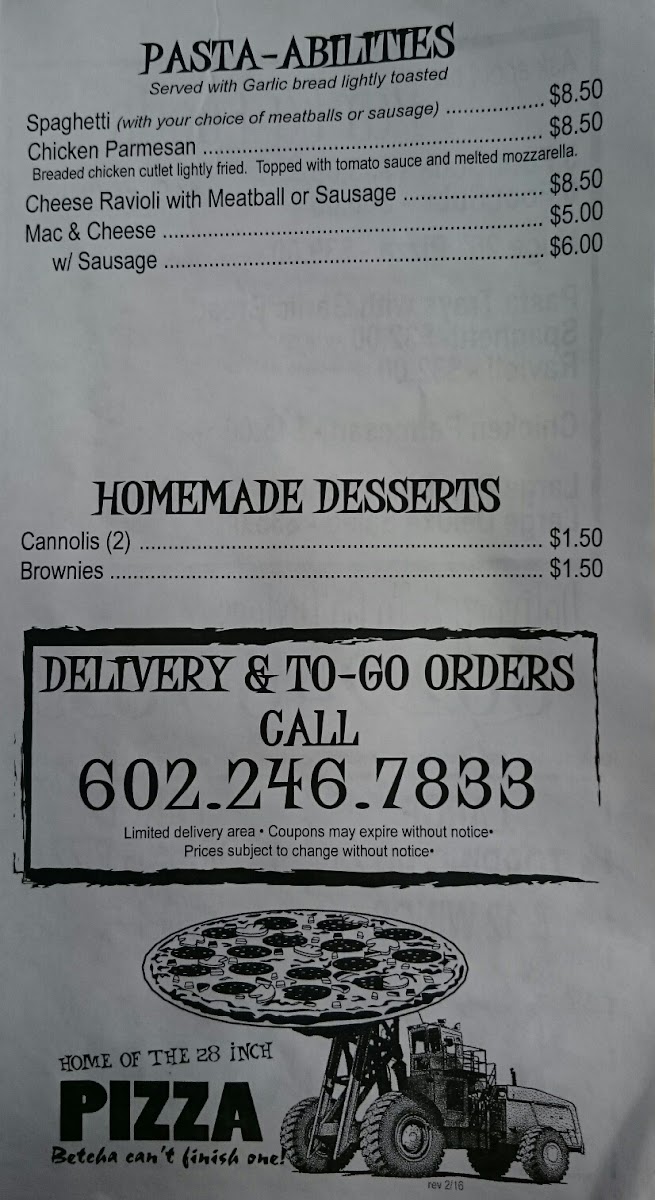 PASTA-ABILITIES
Served with Garlic bread lightly toasted
Spaghetti (with your choice of meatballs or sausage) ................ $8.50
Chicken Parmesan ........................................................ $8.50
Breaded chicken cutlet lightly fried. Topped with tomato sauce and melted mozzarella.
Cheese Ravioli with Meatball or Sausage ....................... $8.50
Mac & Cheese ............................................................... $5.00
w/ Sausage ............................................................... $6.00
HOMEMADE DESSERTS
Cannolis (2) .................................................................. $1.50
Brownies ....................................................................... $1.50
DELIVERY & TO-GO ORDERS
CALL
602.246.7833
Limited delivery area • Coupons may expire without notice•
Prices subject to change without notice•
HOME OF THE 28 INCH
PIZZA
Betcha can't finish one!
rev 2/16